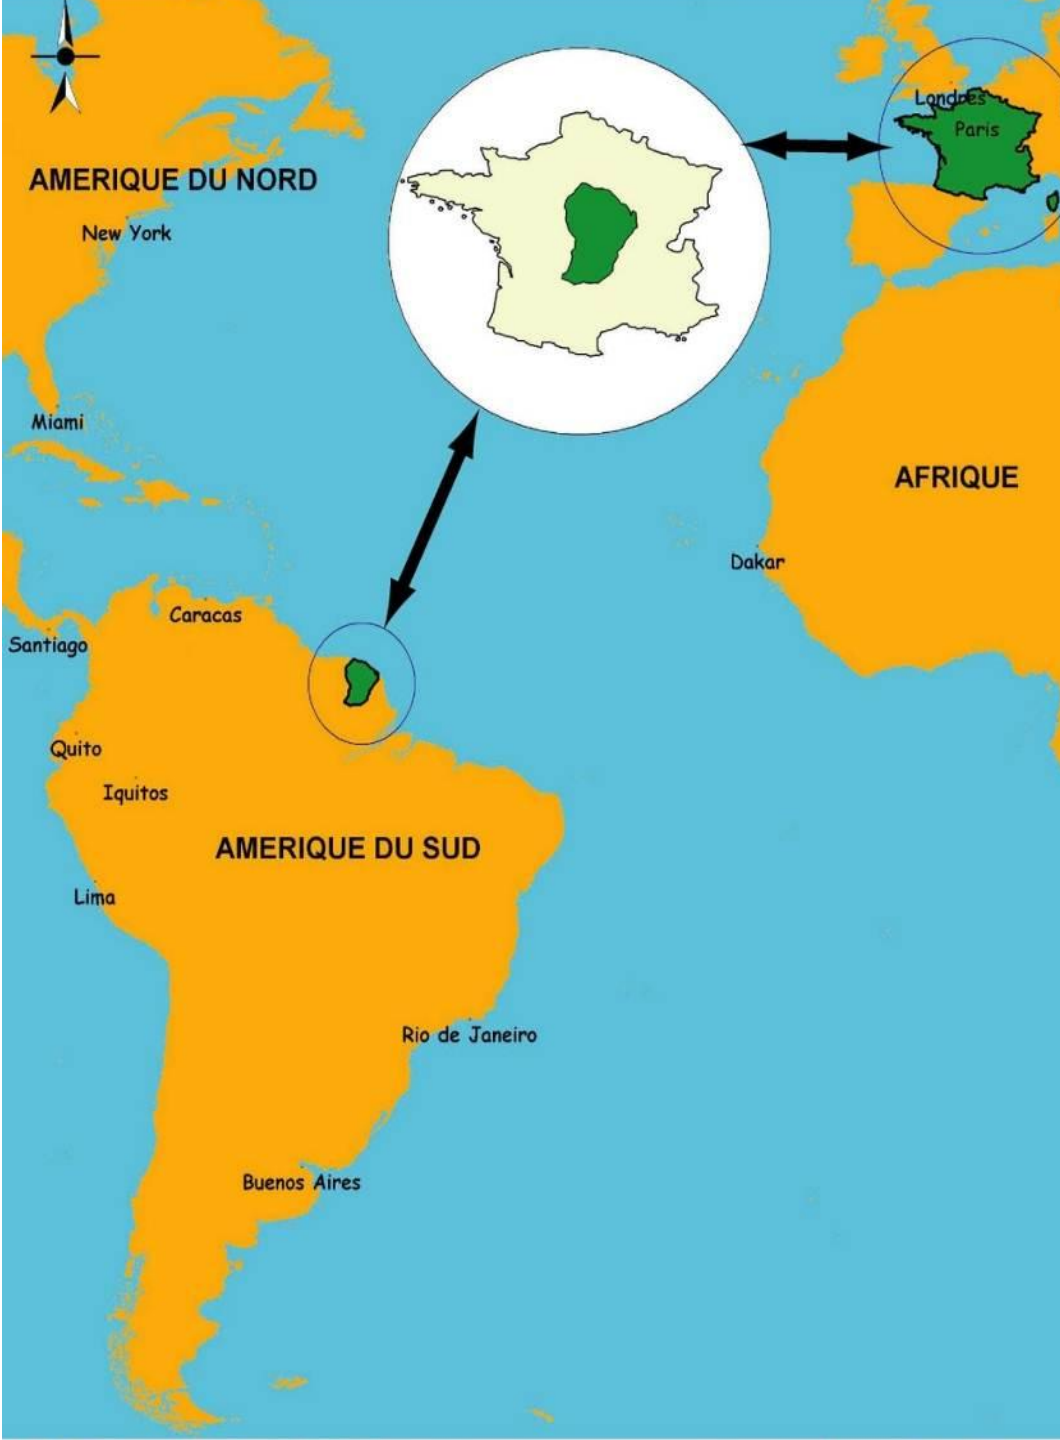 Londres
Paris
AMERIQUE DU NORD
New York
Miami
AFRIQUE
Dakar
Caracas
Santiago
Quito
Iquitos
AMERIQUE DU SUD
Lima
Rio de Janeiro
Buenos Aires